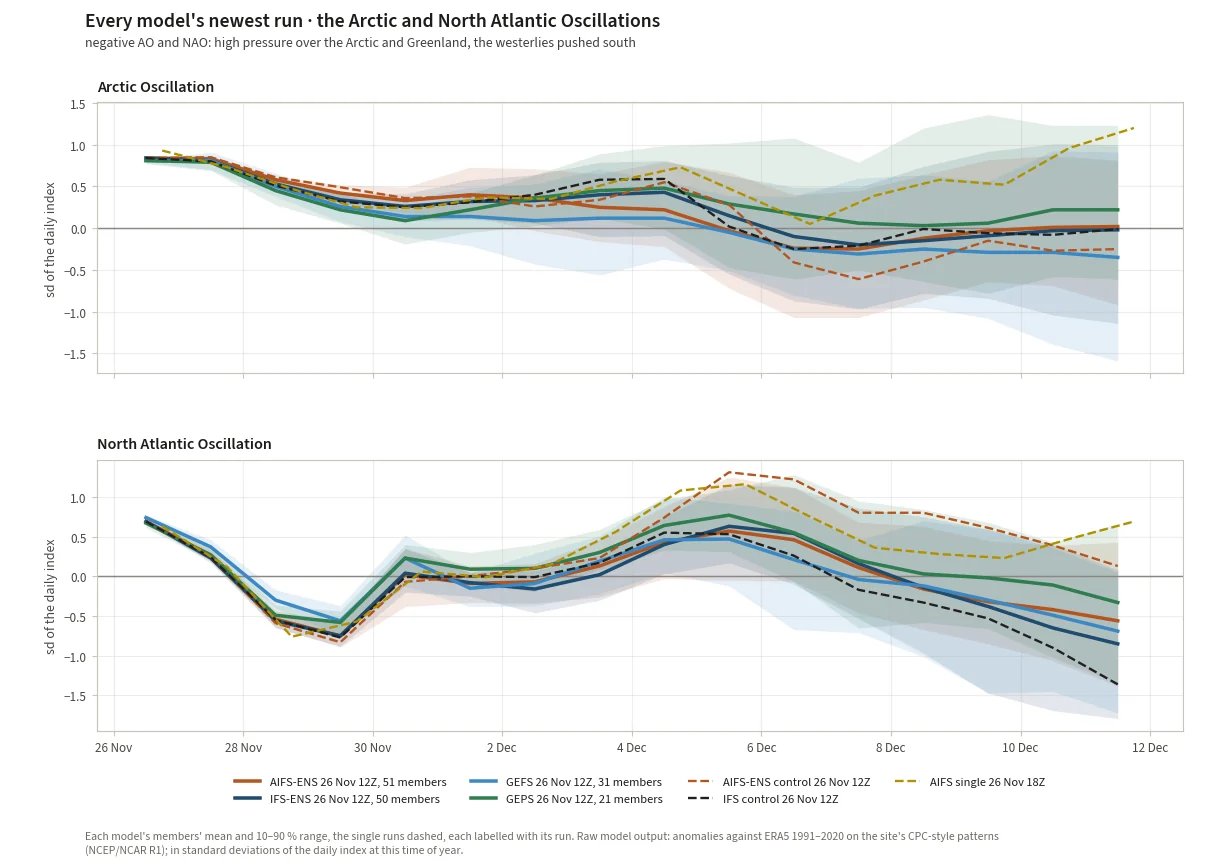 Every model's newest run · the Arctic and North Atlantic Oscillations
negative AO and NAO: high pressure over the Arctic and Greenland, the westerlies pushed south
Arctic Oscillation
sd of the daily index
1.5
1.0
0.5
0.0
−0.5
−1.0
−1.5
North Atlantic Oscillation
sd of the daily index
1.0
0.5
0.0
−0.5
−1.0
−1.5
26 Nov 28 Nov 30 Nov 2 Dec 4 Dec 6 Dec 8 Dec 10 Dec 12 Dec
AIFS-ENS 26 Nov 12Z, 51 members GEFS 26 Nov 12Z, 31 members AIFS-ENS control 26 Nov 12Z AIFS single 26 Nov 18Z
IFS-ENS 26 Nov 12Z, 50 members GEPS 26 Nov 12Z, 21 members IFS control 26 Nov 12Z
Each model's members' mean and 10–90 % range, the single runs dashed, each labelled with its run. Raw model output: anomalies against ERA5 1991–2020 on the site's CPC-style patterns
(NCEP/NCAR R1); in standard deviations of the daily index at this time of year.